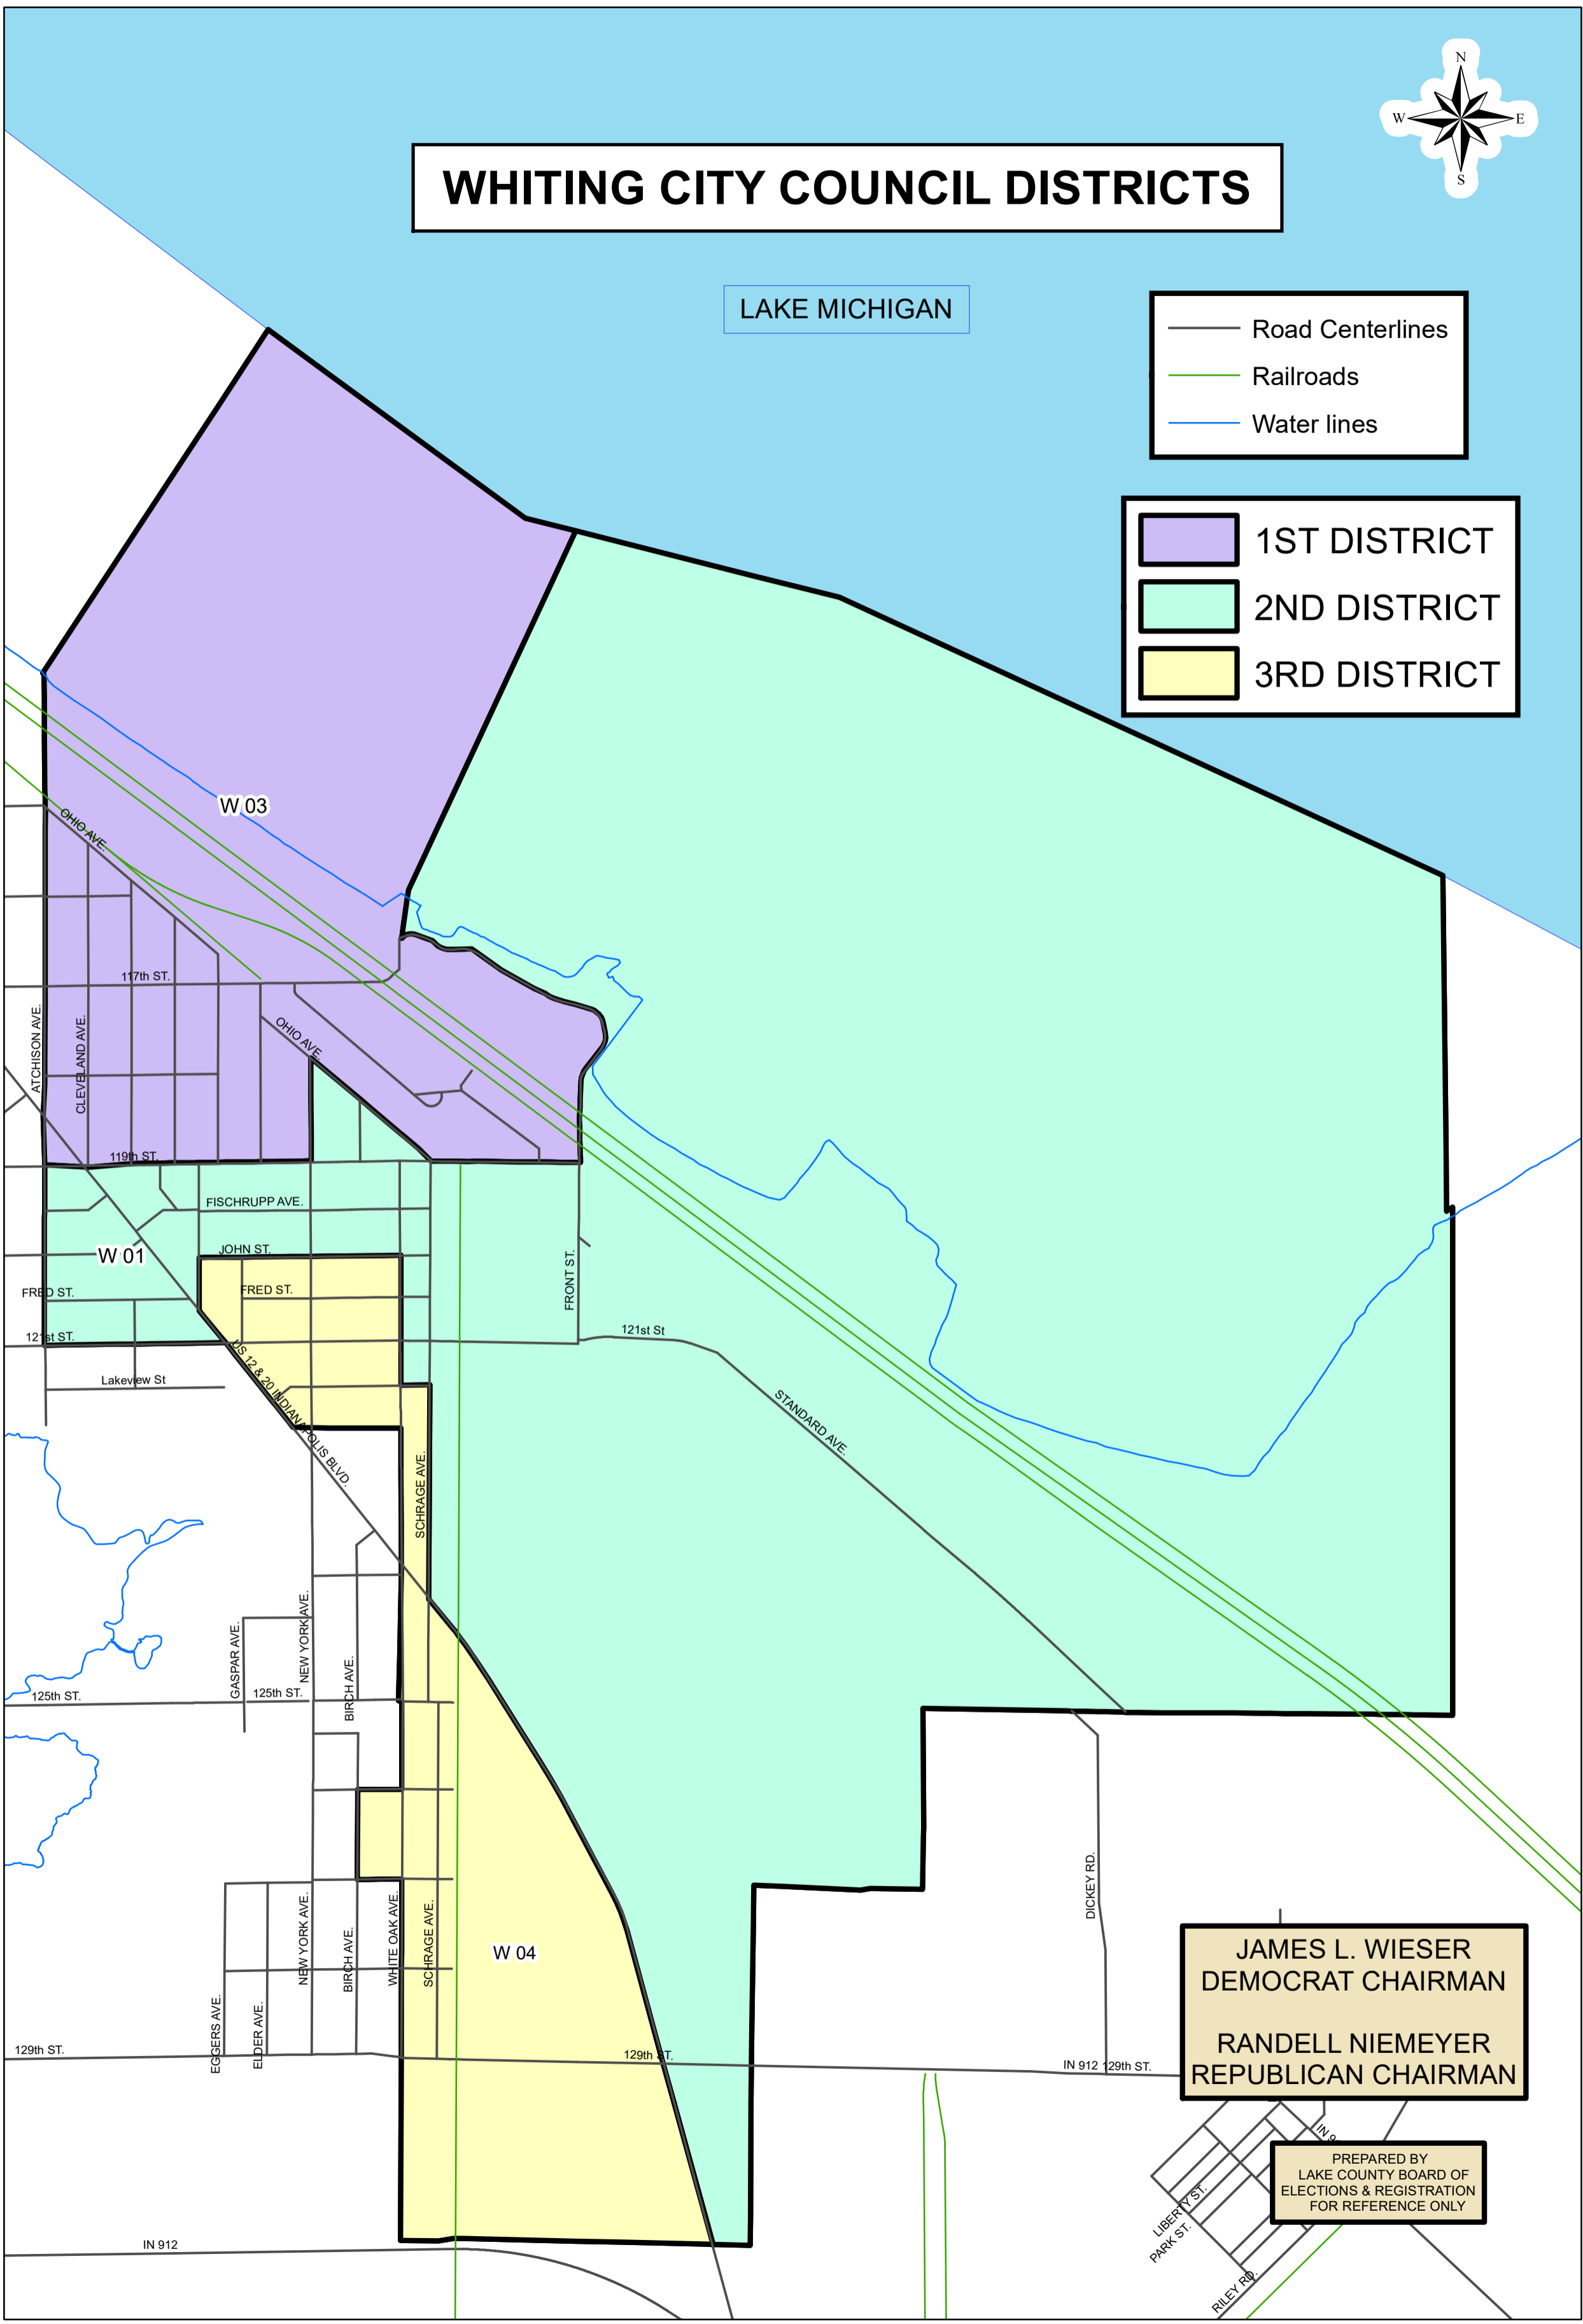 N
W
E
S
WHITING CITY COUNCIL DISTRICTS
LAKE MICHIGAN
Road Centerlines
Railroads
Water lines
1ST DISTRICT
2ND DISTRICT
3RD DISTRICT
W 03
OHIO AVE.
117th ST.
ATCHISON AVE.
CLEVELAND AVE.
OHIO AVE.
119th ST.
FISCHRUPP AVE.
JOHN ST.
W 01
FRED ST.
FRED ST.
FRONT ST.
121st ST.
121st St
US 12 & 20 INDIANAPOLIS BLVD.
Lakeview St
STANDARD AVE.
SCHRAGE AVE.
GASPAR AVE.
NEW YORK AVE.
BIRCH AVE.
125th ST.
125th ST.
DICKEY RD.
NEW YORK AVE.
BIRCH AVE.
WHITE OAK AVE.
SCHRAGE AVE.
W 04
EGGERS AVE.
ELDER AVE.
129th ST.
129th ST.
IN 912 129th ST.
JAMES L. WIESER
DEMOCRAT CHAIRMAN
RANDELL NIEMEYER
REPUBLICAN CHAIRMAN
PREPARED BY
LAKE COUNTY BOARD OF
ELECTIONS & REGISTRATION
FOR REFERENCE ONLY
LIBERTY ST.
PARK ST.
RILEY RD.
IN 912